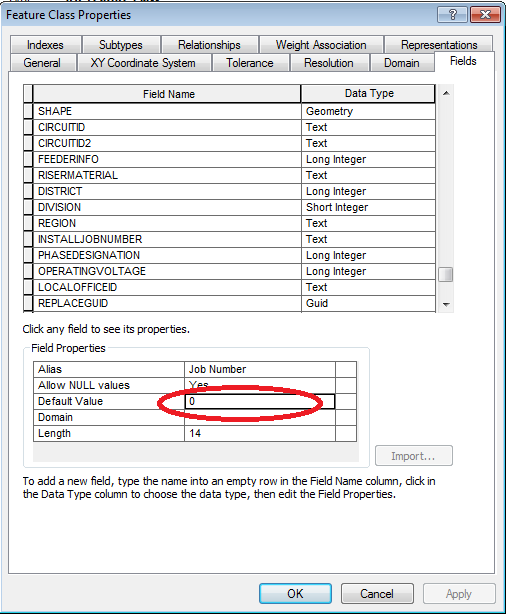 Feature Class Properties
Indexes Subtypes Relationships Weight Association Representations
General XY Coordinate System Tolerance Resolution Domain Fields
Field Name Data Type
SHAPE Geometry
CIRCUITID Text
CIRCUITID2 Text
FEEDERINFO Long Integer
RISERMATERIAL Text
DISTRICT Long Integer
DIVISION Short Integer
REGION Text
INSTALLJOBNUMBER Text
PHASEDESIGNATION Long Integer
OPERATINGVOLTAGE Long Integer
LOCALOFFICEID Text
REPLACEGUID Guid
Click any field to see its properties.
Field Properties
Alias Job Number
Allow NULL values Yes
Default Value 0
Domain
Length 14
Import...
To add a new field, type the name into an empty row in the Field Name column, click in
the Data Type column to choose the data type, then edit the Field Properties.
OK Cancel Apply